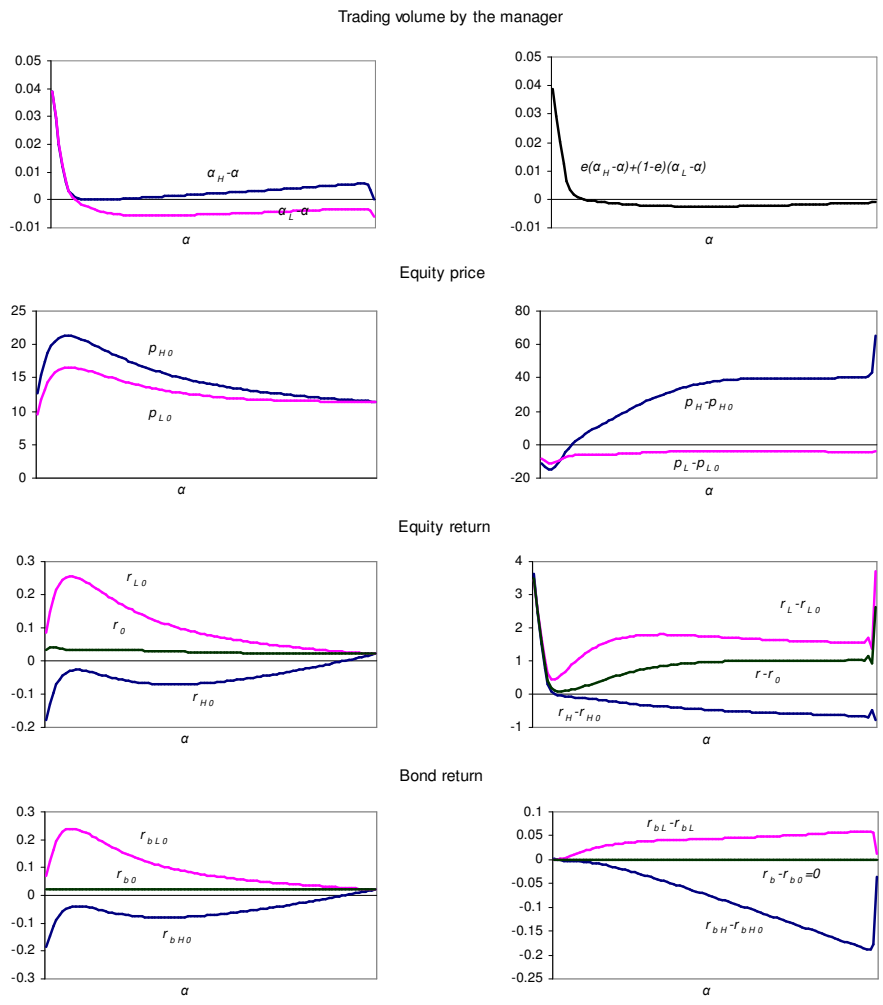 Trading volume by the manager
0.05
0.04
0.03
0.02
0.01
0
-0.01
α_H-α
α_L-α
α
0.05
0.04
0.03
0.02
0.01
0
-0.01
e(α_H-α)+(1-e)(α_L-α)
α
Equity price
25
20
15
10
5
0
p_H0
p_L0
α
80
60
40
20
0
-20
p_H-p_H0
p_L-p_L0
α
Equity return
0.3
0.2
0.1
0
-0.1
-0.2
r_L0
r_0
r_H0
α
4
3
2
1
0
-1
r_L-r_L0
r-r_0
r_H-r_H0
α
Bond return
0.3
0.2
0.1
0
-0.1
-0.2
-0.3
r_bL0
r_b0
r_bH0
α
0.1
0.05
0
-0.05
-0.1
-0.15
-0.2
-0.25
r_bL-r_bL
r_b-r_b0=0
r_bH-r_bH0
α